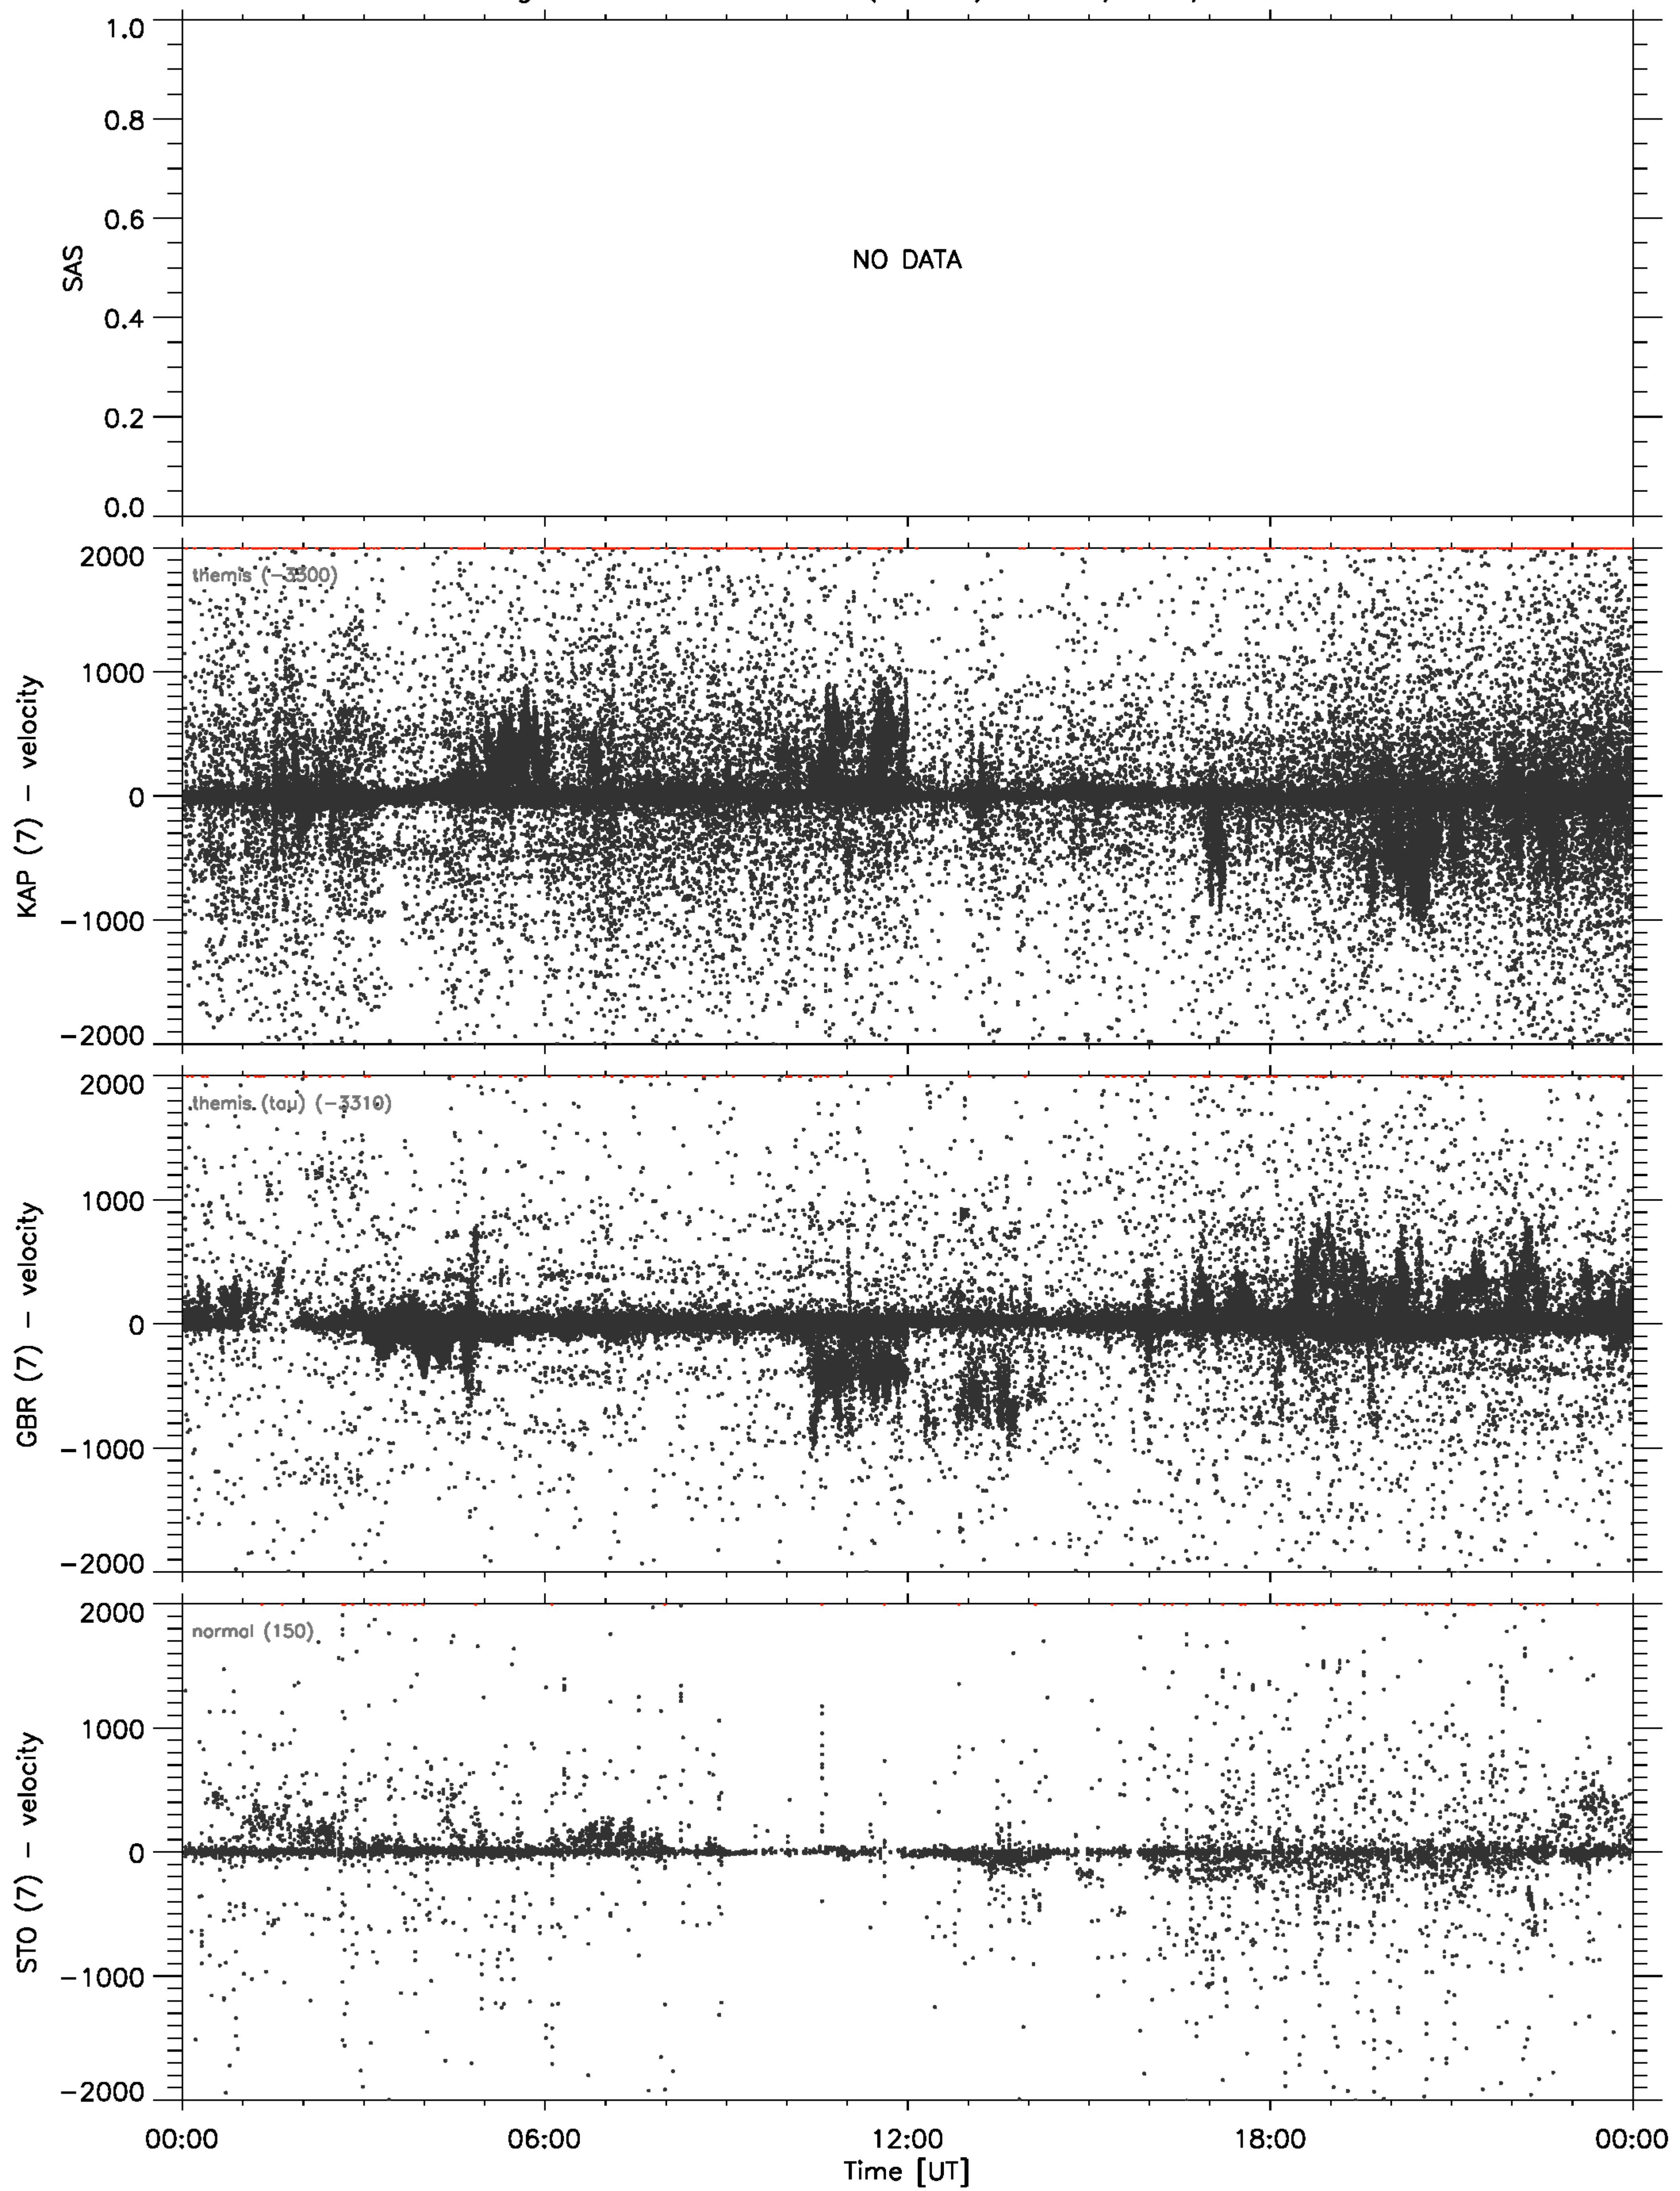 1.0
0.8
0.6
0.4
0.2
0.0
SAS
NO DATA
2000
1000
0
−1000
−2000
KAP (7) − velocity
themis (−3300)
2000
1000
0
−1000
−2000
GBR (7) − velocity
themis (tau) (−3310)
2000
1000
0
−1000
−2000
STO (7) − velocity
normal (150)
00:00 06:00 12:00 18:00 00:00
Time [UT]